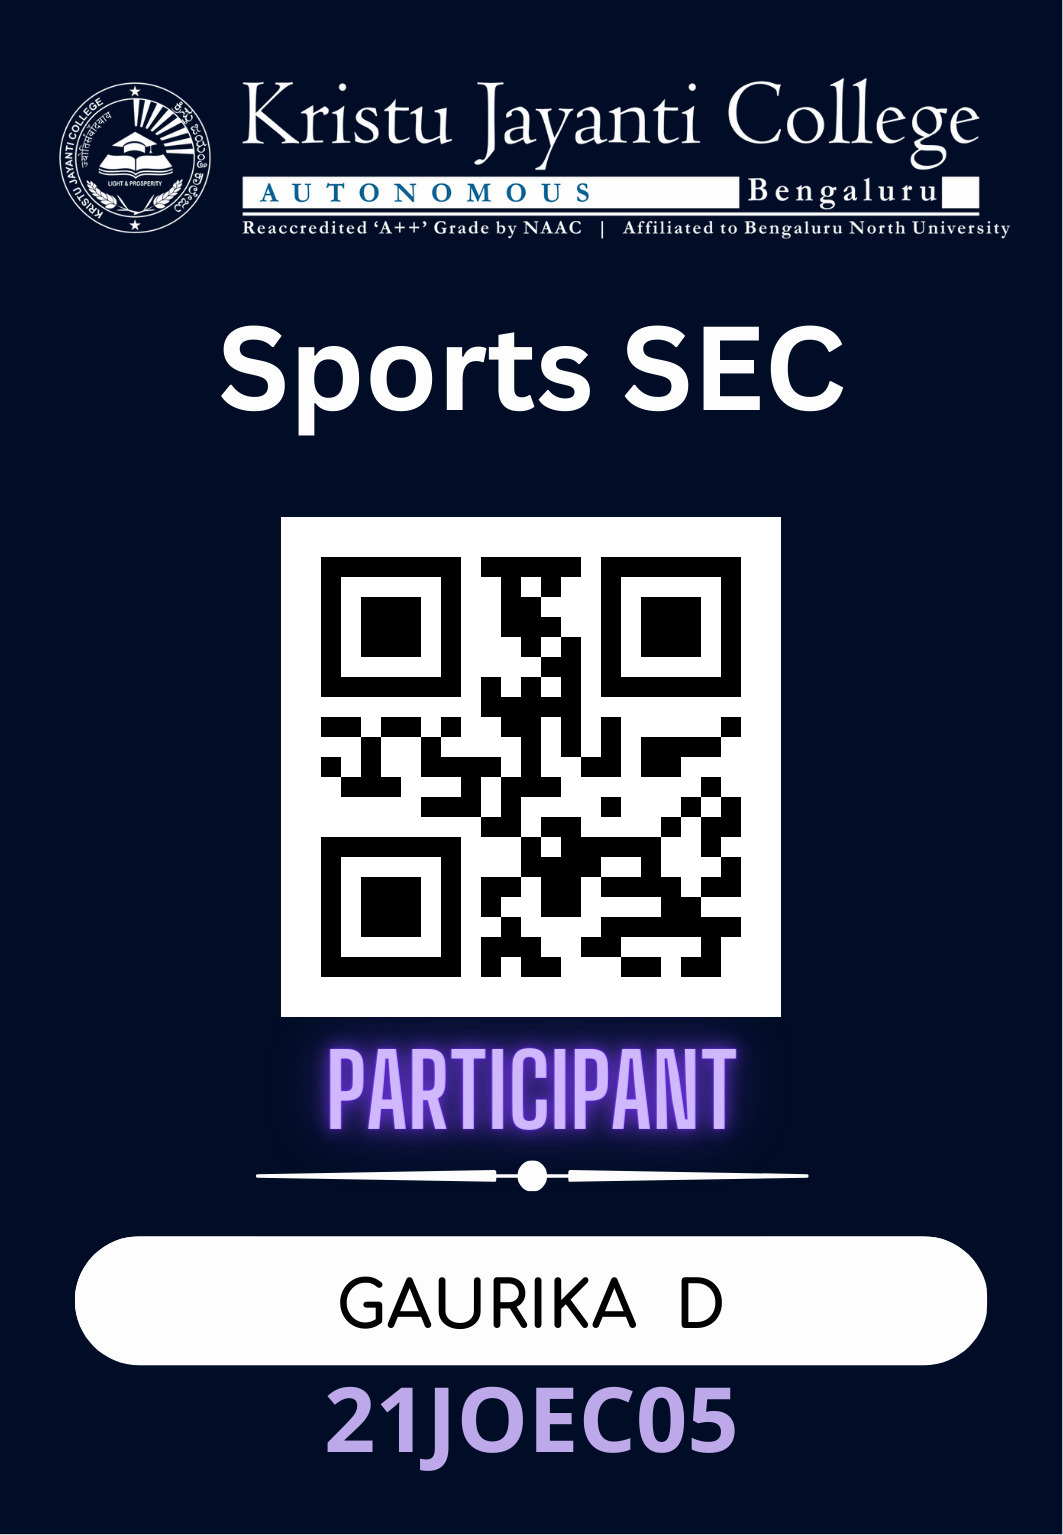 KRISTU JAYANTI COLLEGE
ಕ್ರಿಸ್ತು ಜಯಂತಿ ಕಾಲೇಜು
LIGHT & PROSPERITY
Kristu Jayanti College
AUTONOMOUS Bengaluru
Reaccredited ‘A++’ Grade by NAAC | Affiliated to Bengaluru North University
Sports SEC
PARTICIPANT
GAURIKA D
21JOEC05